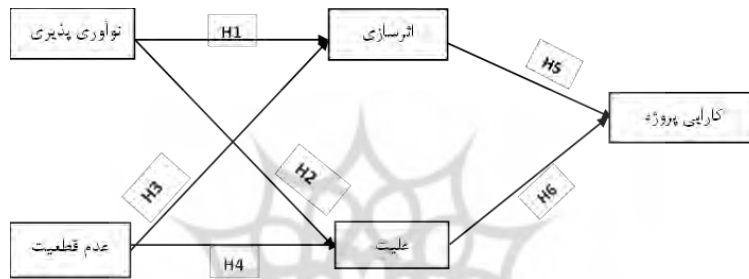 نوآوری پذیری
H1
اثرسازی
H5
کارایی پروژه
H3
H2
H6
عدم قطعیت
H4
علیت